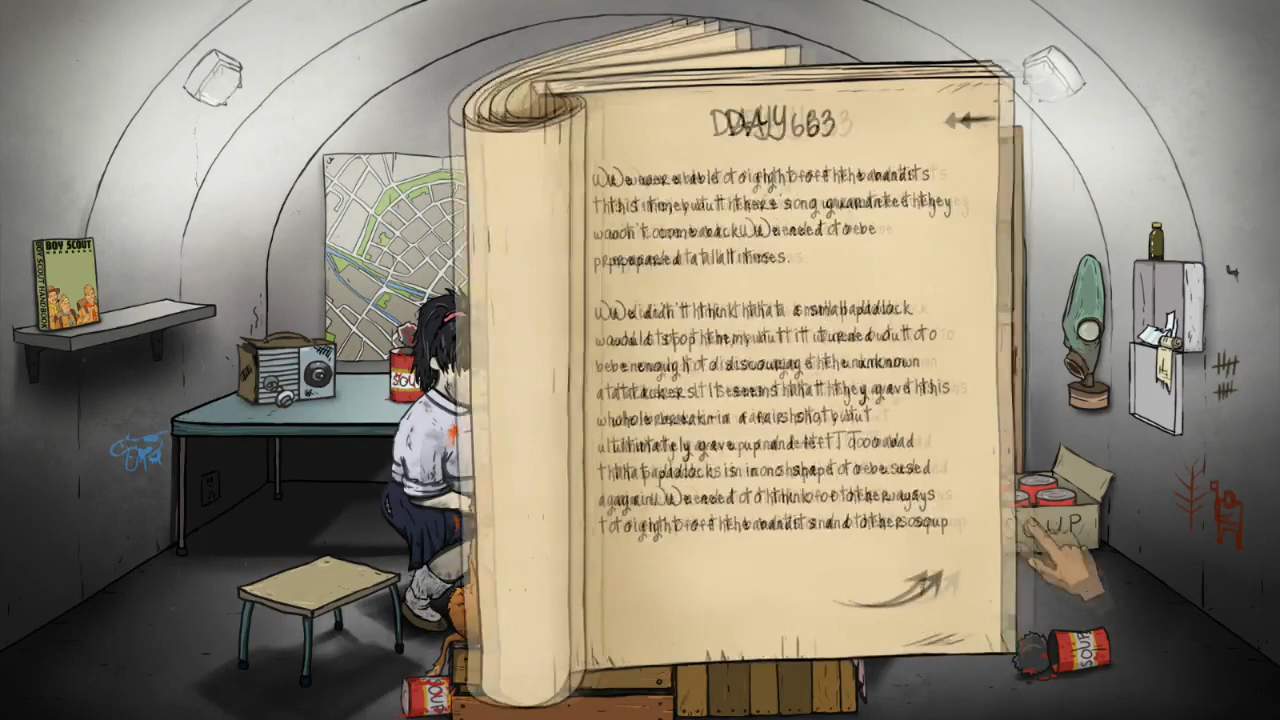 DAY 63
We were able to fight off the bandits
this time, but there's no guarantee they
won't come back. We need to be
prepared at all times.
We didn't think that a small padlock
would stop them, but it turned out to
be enough to discourage the unknown
attackers. It seems that they gave this
whole break-in a fair shot, but
ultimately gave up and left. Too bad
that padlock is in no shape to be used
again. We need to think of other ways
to fight off the bandits and other soup
BOY SCOUT
BOY SCOUT HANDBOOK
SOUP
SOUP